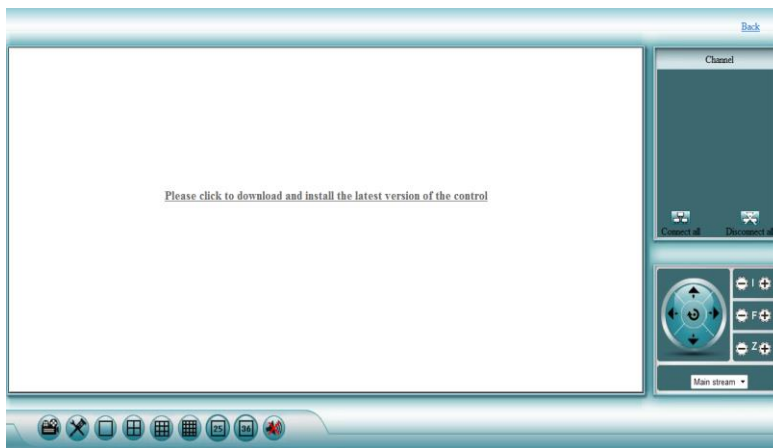 Back
Channel
Please click to download and install the latest version of the control
Connect all Disconnect all
I
F
Z
Main stream
25 36